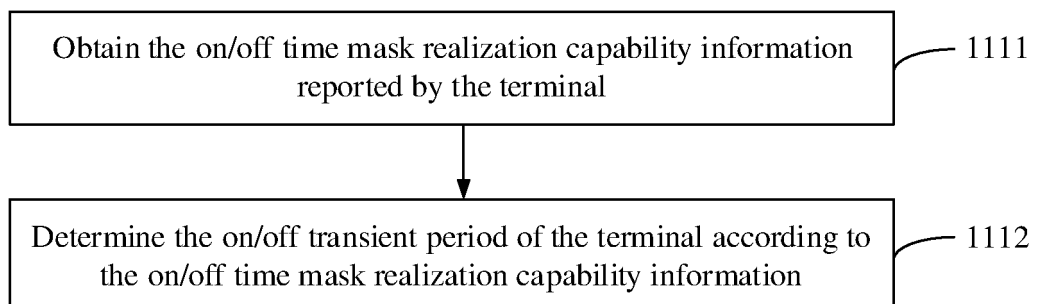 Obtain the on/off time mask realization capability information
reported by the terminal
1111
Determine the on/off transient period of the terminal according to
the on/off time mask realization capability information
1112